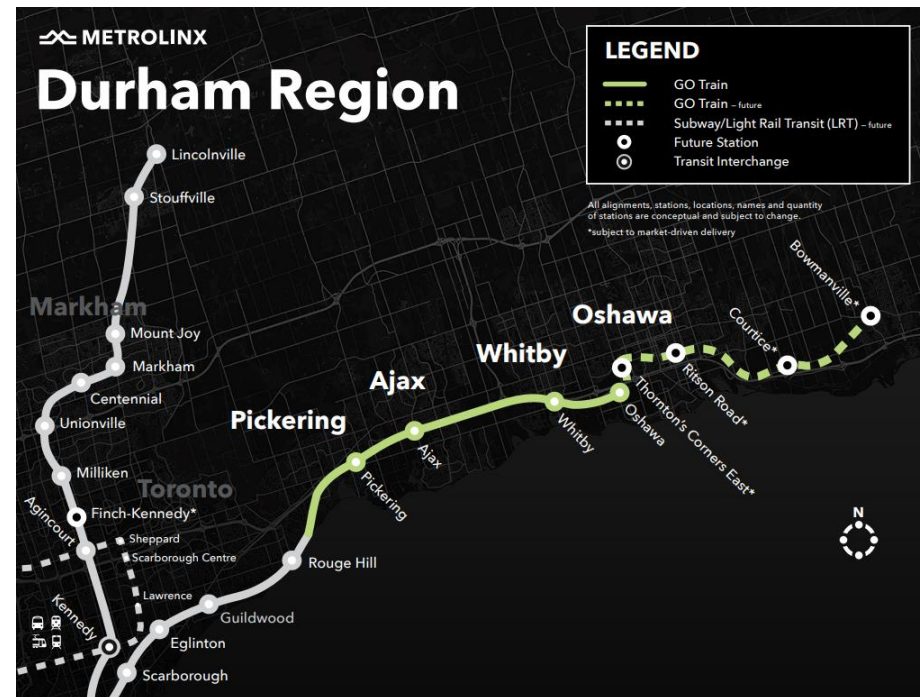 METROLINX
Durham Region
LEGEND
GO Train
GO Train – future
Subway/Light Rail Transit (LRT) – future
Future Station
Transit Interchange
All alignments, stations, locations, names and quantity
of stations are conceptual and subject to change.
*subject to market-driven delivery
Lincolnville
Stouffville
Markham
Mount Joy
Markham
Centennial
Unionville
Milliken
Toronto
Finch-Kennedy*
Agincourt
Sheppard
Scarborough Centre
Lawrence
Kennedy
Rouge Hill
Guildwood
Eglinton
Scarborough
Pickering
Ajax
Whitby
Oshawa
Pickering
Ajax
Whitby
Oshawa
Thornton's Corners East*
Ritson Road*
Courtice*
Bowmanville*
N